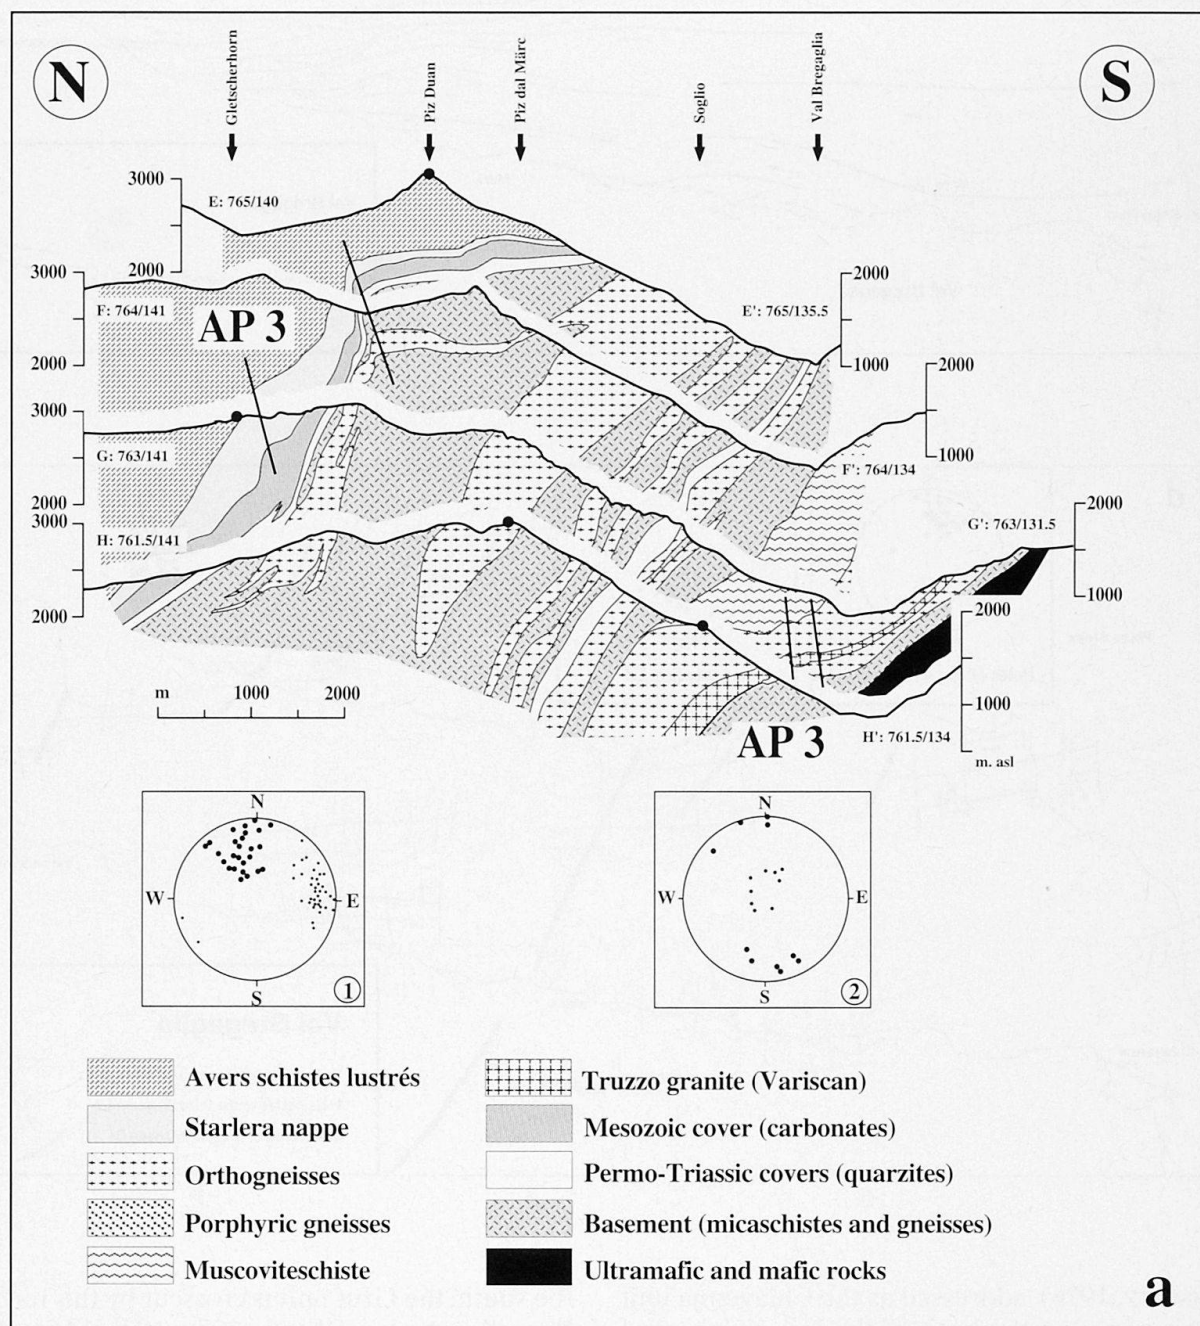 N
S
Gletscherhorn
Piz Duan
Piz dal Märc
Soglio
Val Bregaglia
3000
2000
E: 765/140
3000
2000
F: 764/141
AP 3
2000
1000
E': 765/135.5
2000
1000
F': 764/134
3000
2000
G: 763/141
3000
2000
H: 761.5/141
G': 763/131.5
2000
1000
2000
1000
H': 761.5/134
m. asl
AP 3
m 1000 2000
N
W E
S
1
N
W E
S
2
Avers schistes lustrés
Starlera nappe
Orthogneisses
Porphyric gneisses
Muscoviteschiste
Truzzo granite (Variscan)
Mesozoic cover (carbonates)
Permo-Triassic covers (quarzites)
Basement (micaschistes and gneisses)
Ultramafic and mafic rocks
a